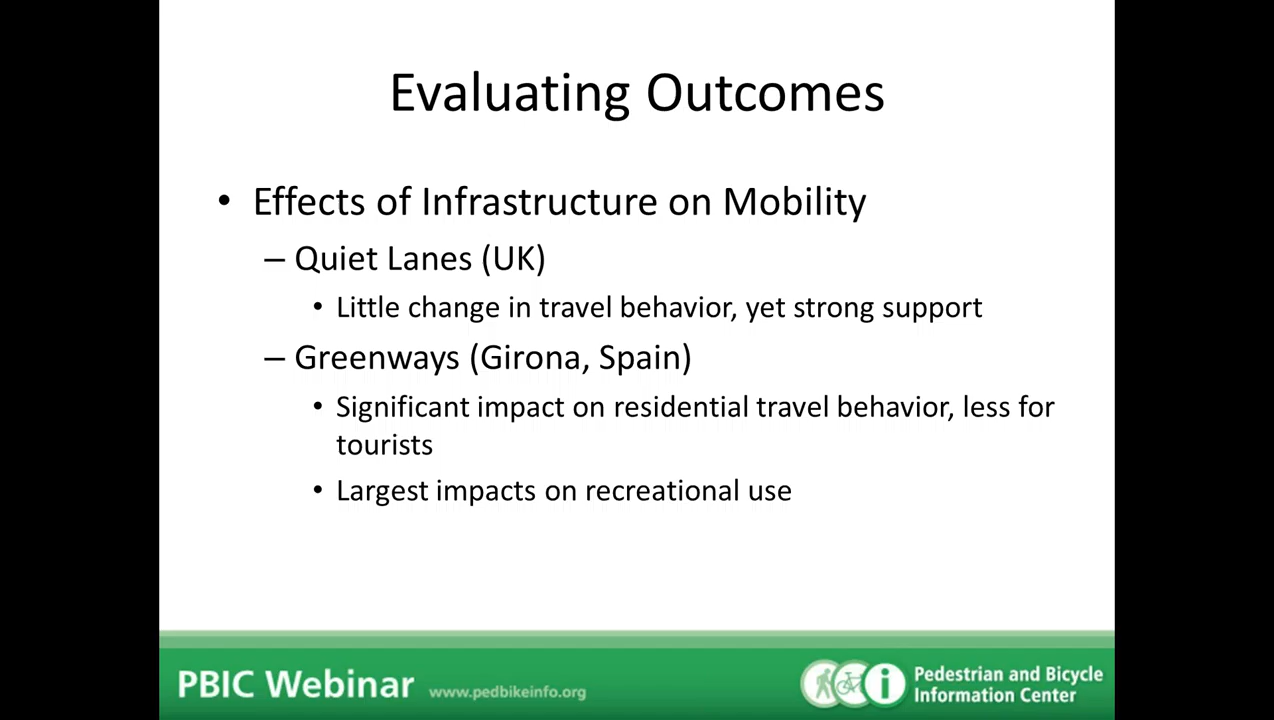 Evaluating Outcomes
• Effects of Infrastructure on Mobility
– Quiet Lanes (UK)
• Little change in travel behavior, yet strong support
– Greenways (Girona, Spain)
• Significant impact on residential travel behavior, less for
tourists
• Largest impacts on recreational use
PBIC Webinar www.pedbikeinfo.org
i Pedestrian and Bicycle
Information Center